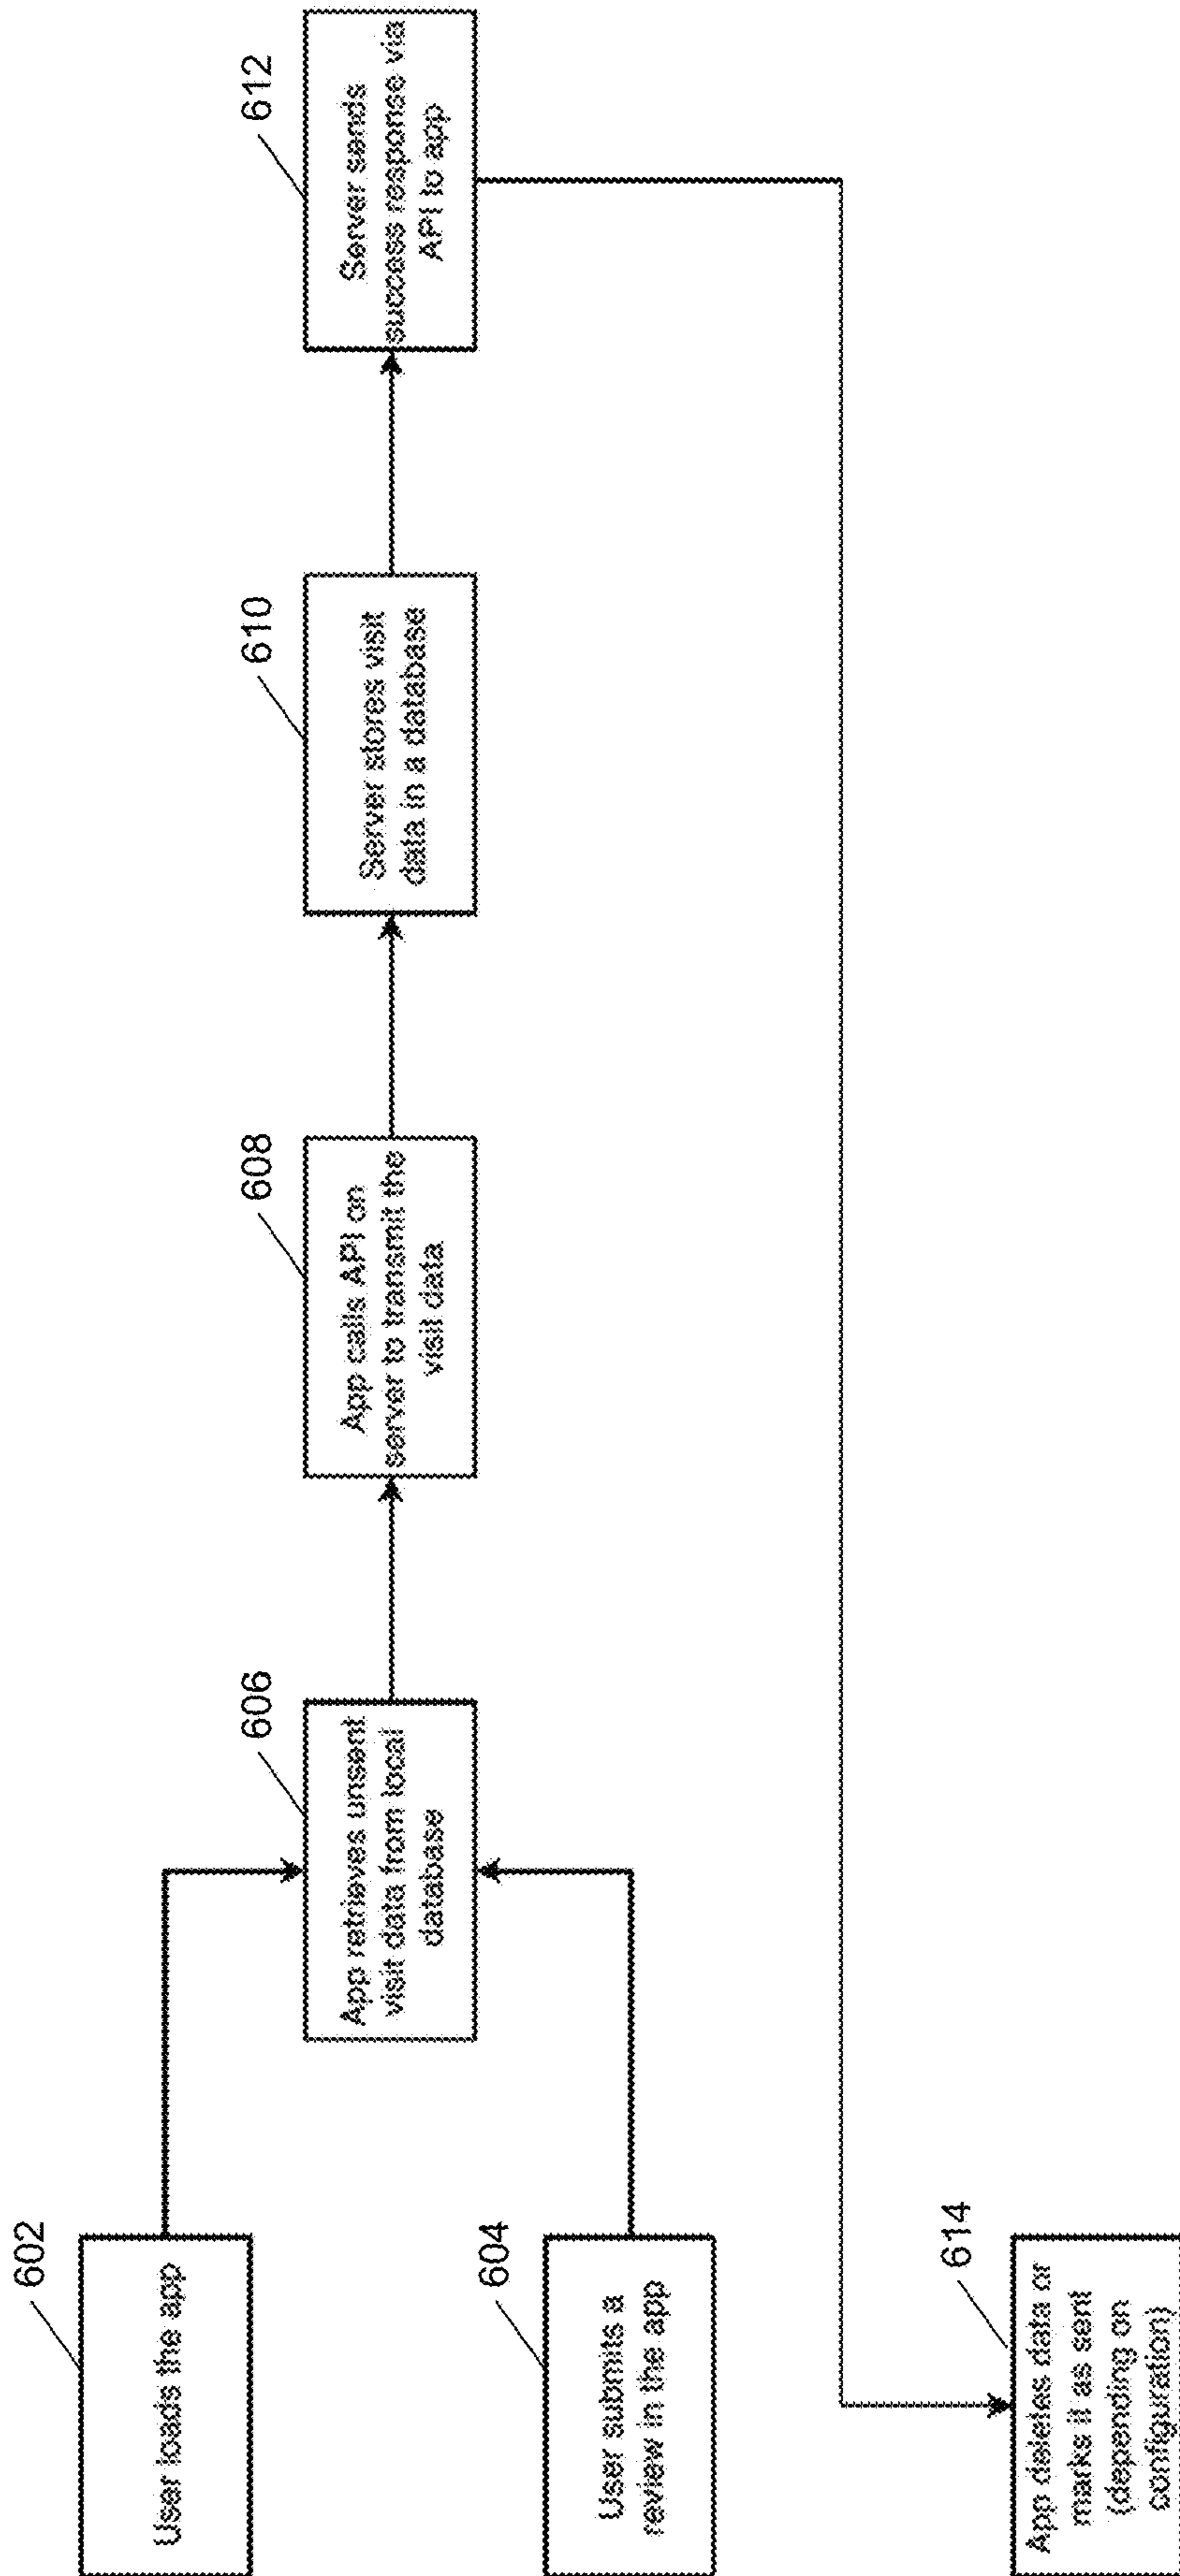 602
User loads the app
604
User submits a
review in the app
606
App retrieves unsent
visit data from local
database
608
App calls API on
server to transmit the
visit data
610
Server stores visit
data in a database
612
Server sends
success response via
API to app
614
App deletes data or
marks it as sent
(depending on
configuration)